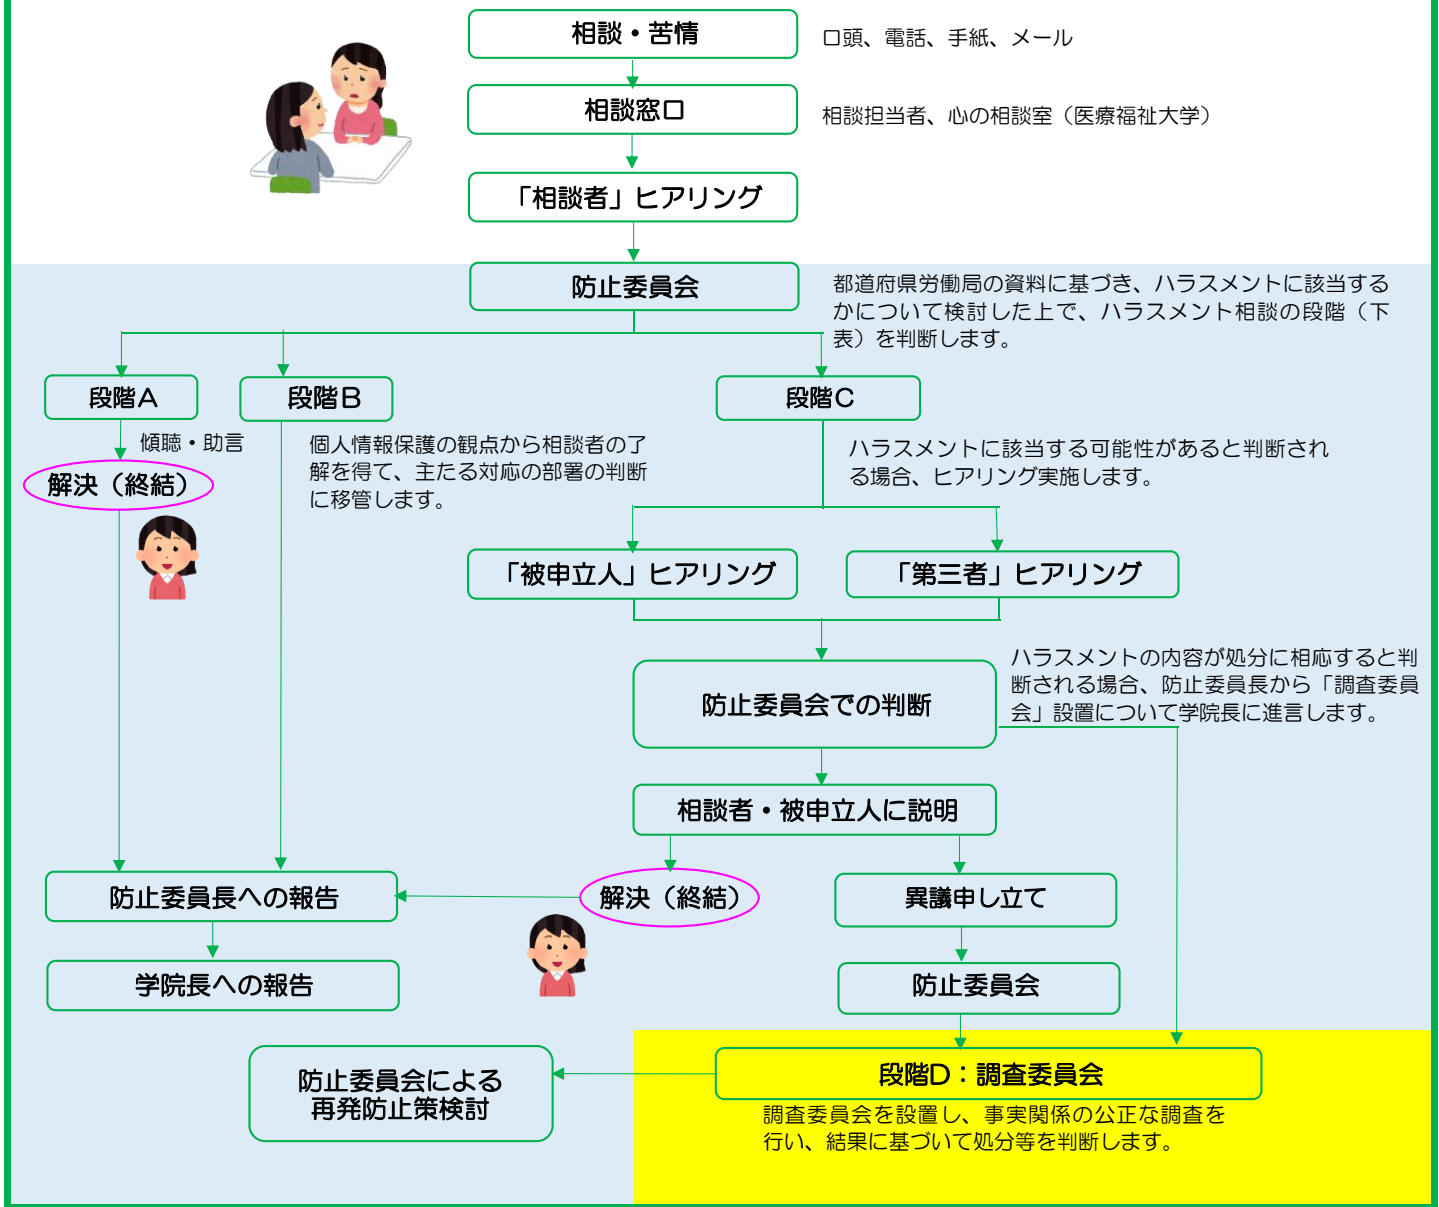 相談・苦情
口頭、電話、手紙、メール
相談窓口
相談担当者、心の相談室（医療福祉大学）
「相談者」ヒアリング
防止委員会
都道府県労働局の資料に基づき、ハラスメントに該当する
かについて検討した上で、ハラスメント相談の段階（下
表）を判断します。
段階A
段階B
段階C
傾聴・助言
解決（終結）
個人情報保護の観点から相談者の了
解を得て、主たる対応の部署の判断
に移管します。
ハラスメントに該当する可能性があると判断され
る場合、ヒアリング実施します。
「被申立人」ヒアリング
「第三者」ヒアリング
防止委員会での判断
ハラスメントの内容が処分に相応すると判
断される場合、防止委員長から「調査委員
会」設置について学院長に進言します。
相談者・被申立人に説明
防止委員長への報告
解決（終結）
異議申し立て
学院長への報告
防止委員会
防止委員会による
再発防止策検討
段階D：調査委員会
調査委員会を設置し、事実関係の公正な調査を
行い、結果に基づいて処分等を判断します。